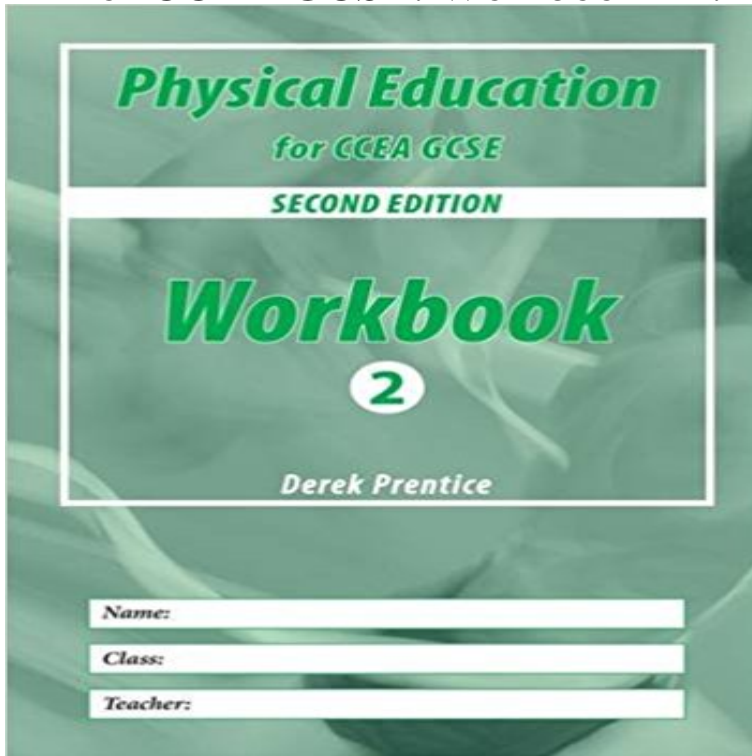 Physical Education
for CCEA GCSE
SECOND EDITION
Workbook
2
Derek Prentice
Name:
Class:
Teacher: